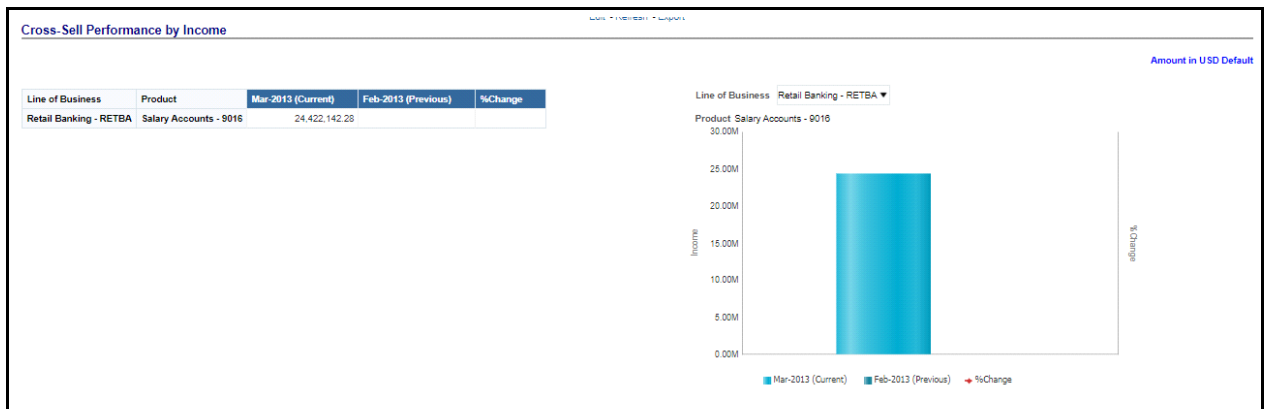 Edit - Refresh - Export
Cross-Sell Performance by Income
Amount in USD Default
Line of Business Product Mar-2013 (Current) Feb-2013 (Previous) %Change
Retail Banking - RETBA Salary Accounts - 9016 24,422,142.28
Line of Business Retail Banking - RETBA
Product Salary Accounts - 9016
30.00M
25.00M
20.00M
15.00M
10.00M
5.00M
0.00M
Income
%Change
Mar-2013 (Current) Feb-2013 (Previous) %Change